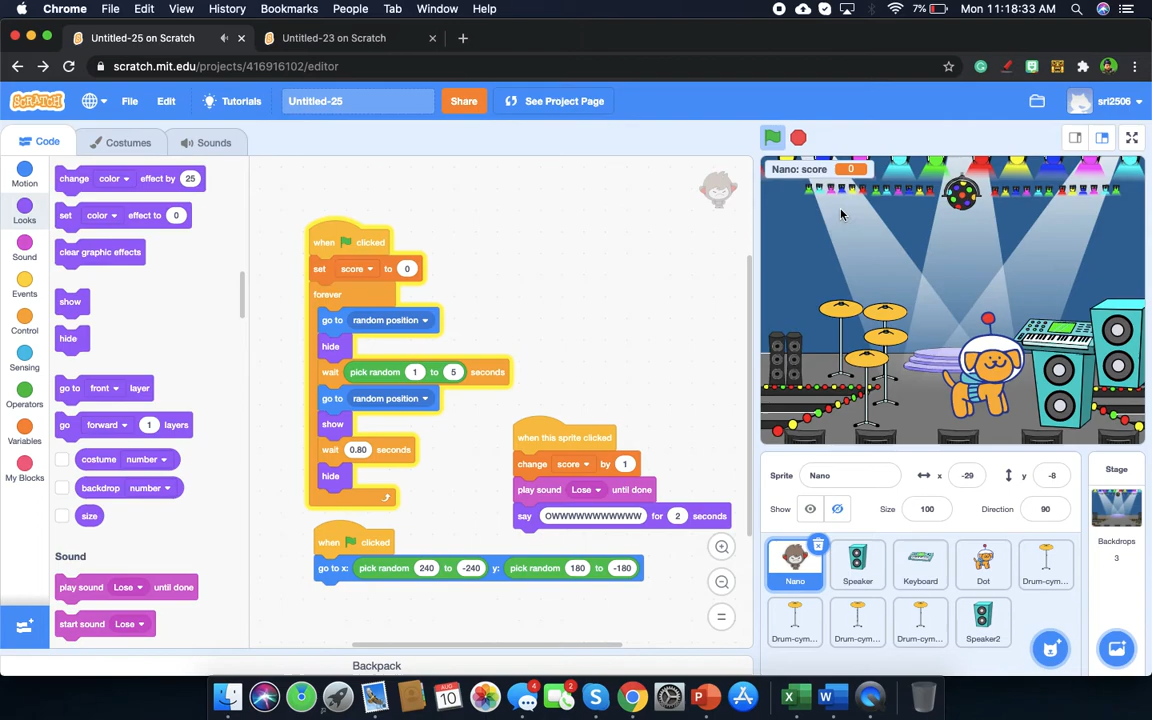 Chrome File Edit View History Bookmarks People Tab Window Help 7% Mon 11:18:33 AM
Untitled-25 on Scratch Untitled-23 on Scratch
scratch.mit.edu/projects/416916102/editor
SCRATCH File Edit Tutorials Untitled-25 Share See Project Page sri2506
Code Costumes Sounds
Motion
Looks
Sound
Events
Control
Sensing
Operators
Variables
My Blocks
change color effect by 25
set color effect to 0
clear graphic effects
show
hide
go to front layer
go forward 1 layers
costume number
backdrop number
size
Sound
play sound Lose until done
start sound Lose
when clicked
set score to 0
forever
go to random position
hide
wait pick random 1 to 5 seconds
go to random position
show
wait 0.80 seconds
hide
when clicked
go to x: pick random 240 to -240 y: pick random 180 to -180
when this sprite clicked
change score by 1
play sound Lose until done
say OWWWWWWWWWWW for 2 seconds
Backpack
Nano: score 0
Sprite Nano x -29 y -8
Show Size 100 Direction 90
Nano Speaker Keyboard Dot Drum-cym...
Drum-cym... Drum-cym... Drum-cym... Speaker2
Stage
Backdrops
3
AUG
10
4
2